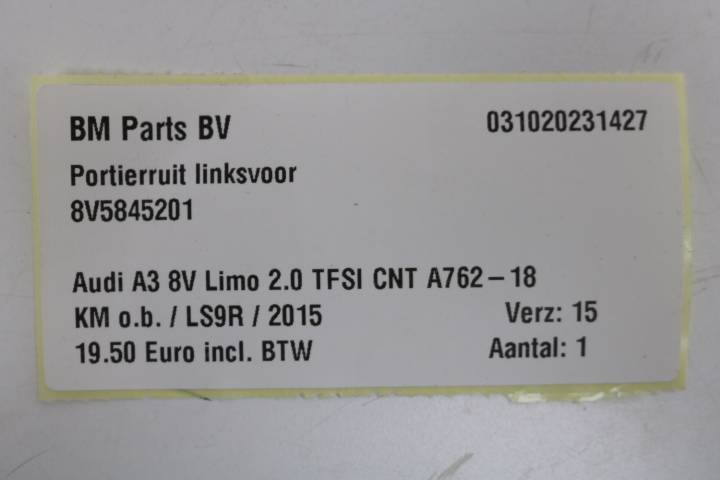 BM Parts BV 031020231427
Portierruit linksvoor
8V5845201
Audi A3 8V Limo 2.0 TFSI CNT A762-18
KM o.b. / LS9R / 2015 Verz: 15
19.50 Euro incl. BTW Aantal: 1